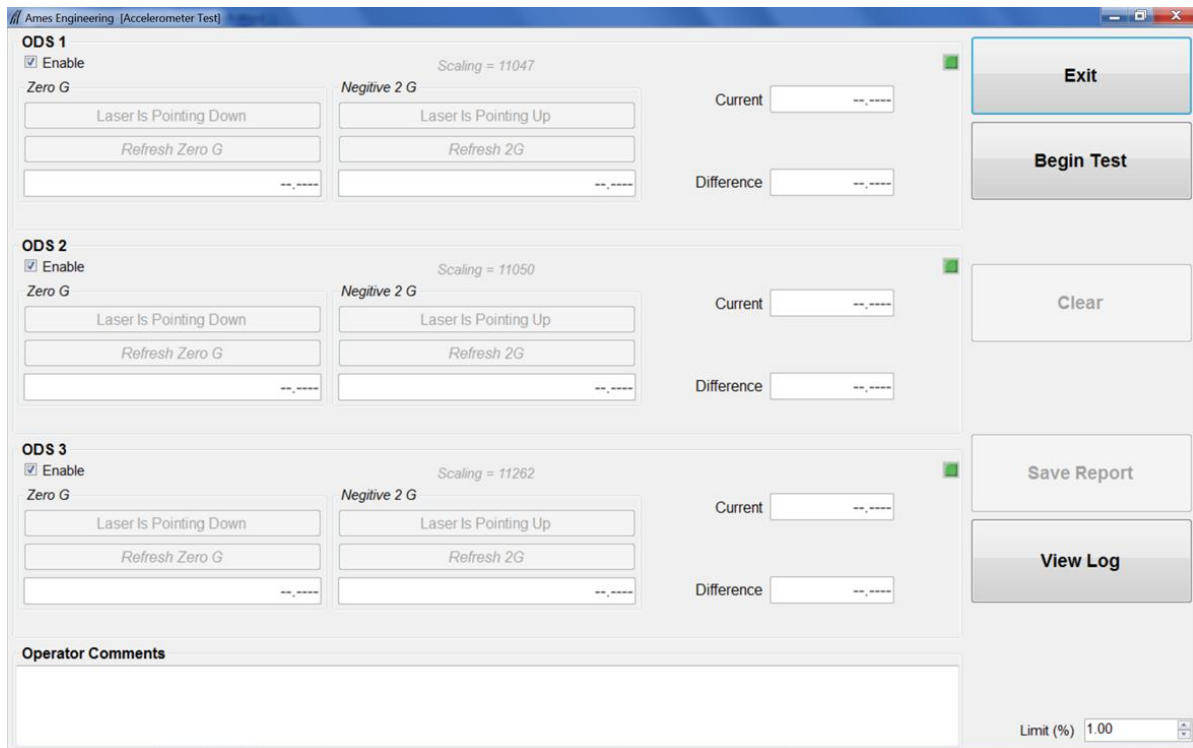 Ames Engineering [Accelerometer Test]
ODS 1
Enable
Scaling = 11047
Zero G
Negitive 2 G
Laser Is Pointing Down
Laser Is Pointing Up
Refresh Zero G
Refresh 2G
--.----
--.----
Current --.----
Difference --.----
ODS 2
Enable
Scaling = 11050
Zero G
Negitive 2 G
Laser Is Pointing Down
Laser Is Pointing Up
Refresh Zero G
Refresh 2G
--.----
--.----
Current --.----
Difference --.----
ODS 3
Enable
Scaling = 11262
Zero G
Negitive 2 G
Laser Is Pointing Down
Laser Is Pointing Up
Refresh Zero G
Refresh 2G
--.----
--.----
Current --.----
Difference --.----
Operator Comments
Exit
Begin Test
Clear
Save Report
View Log
Limit (%) 1.00